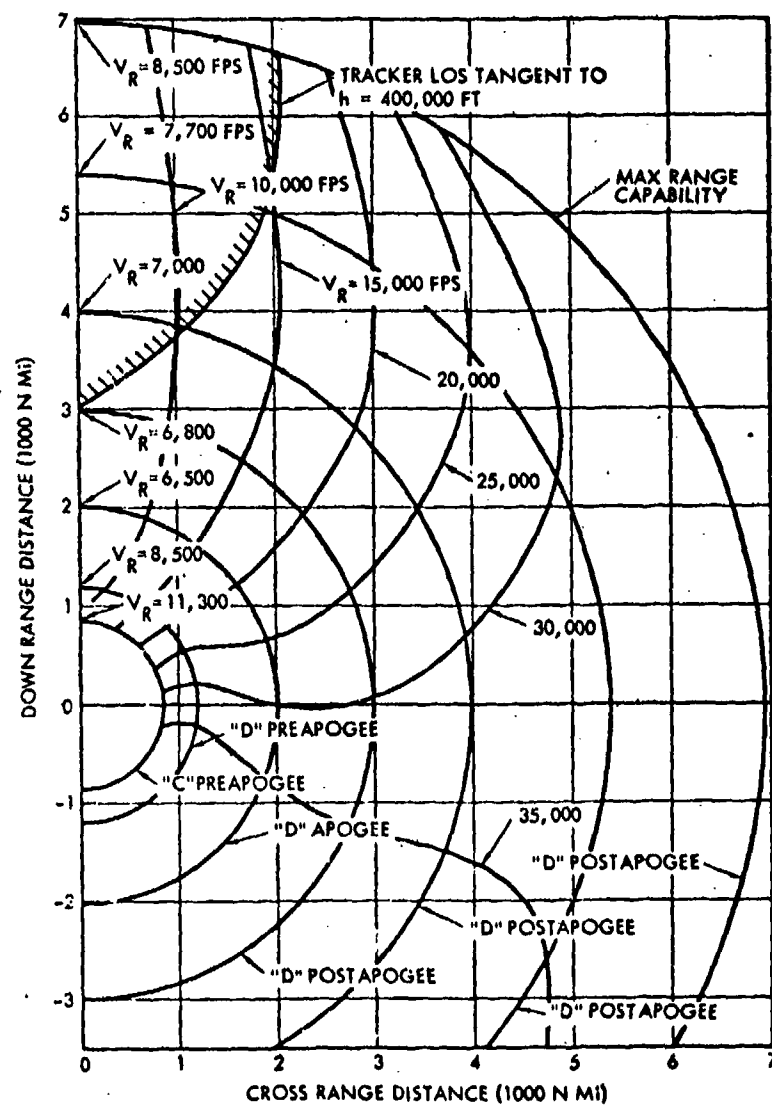 7
V_R = 8,500 FPS
TRACKER LOS TANGENT TO
h = 400,000 FT
6
V_R = 7,700 FPS
MAX RANGE
CAPABILITY
V_R = 10,000 FPS
5
V_R = 7,000
V_R = 15,000 FPS
4
20,000
3
V_R = 6,800
25,000
V_R = 6,500
2
V_R = 8,500
1
V_R = 11,300
30,000
0
"D" PREAPOGEE
"C" PREAPOGEE
-1
35,000
"D" APOGEE
"D" POSTAPOGEE
-2
"D" POSTAPOGEE
"D" POSTAPOGEE
-3
"D" POSTAPOGEE
0 1 2 3 4 5 6 7
CROSS RANGE DISTANCE (1000 N Mi)
DOWN RANGE DISTANCE (1000 N Mi)